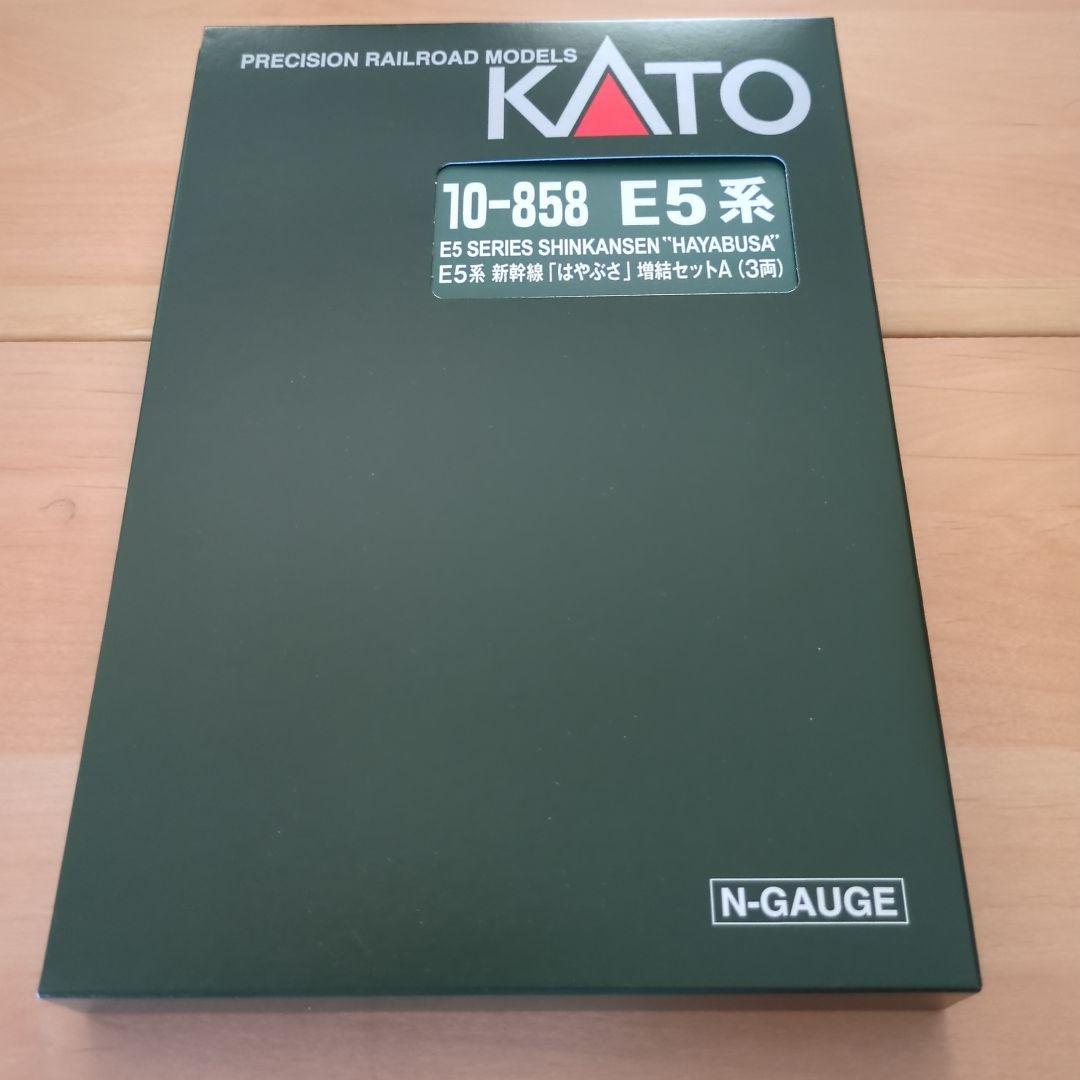 PRECISION RAILROAD MODELS
KATO
10-858 E5系
E5 SERIES SHINKANSEN "HAYABUSA"
E5系 新幹線「はやぶさ」増結セットA（3両）
N-GAUGE